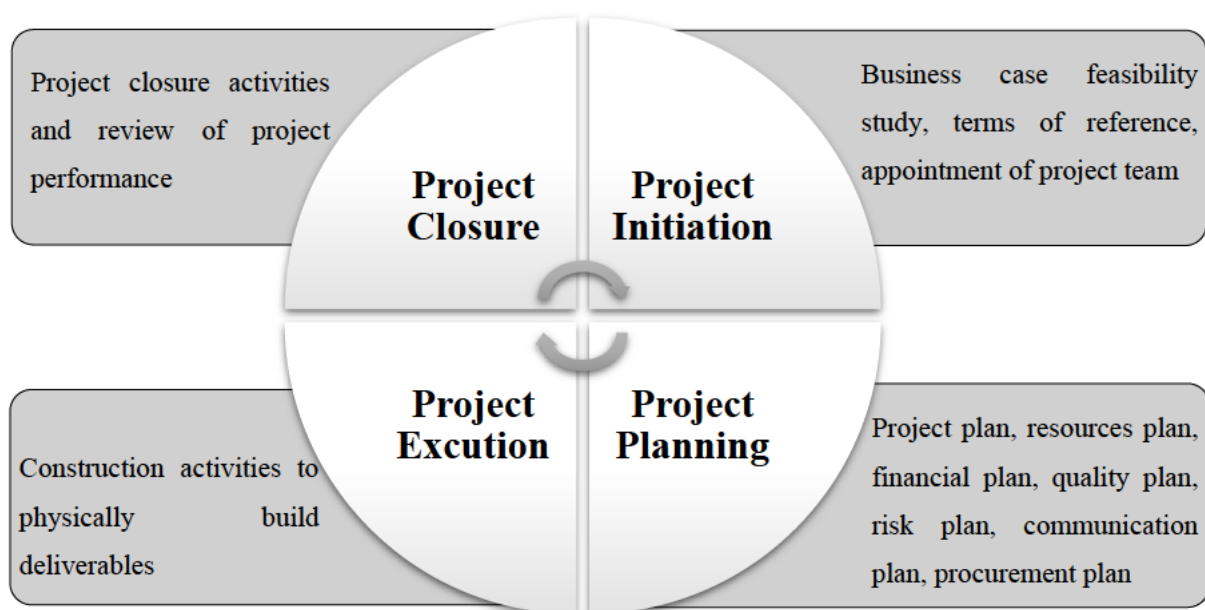 Project closure activities
and review of project
performance
Project
Closure
Project
Initiation
Business case feasibility
study, terms of reference,
appointment of project team
Construction activities to
physically build
deliverables
Project
Excution
Project
Planning
Project plan, resources plan,
financial plan, quality plan,
risk plan, communication
plan, procurement plan